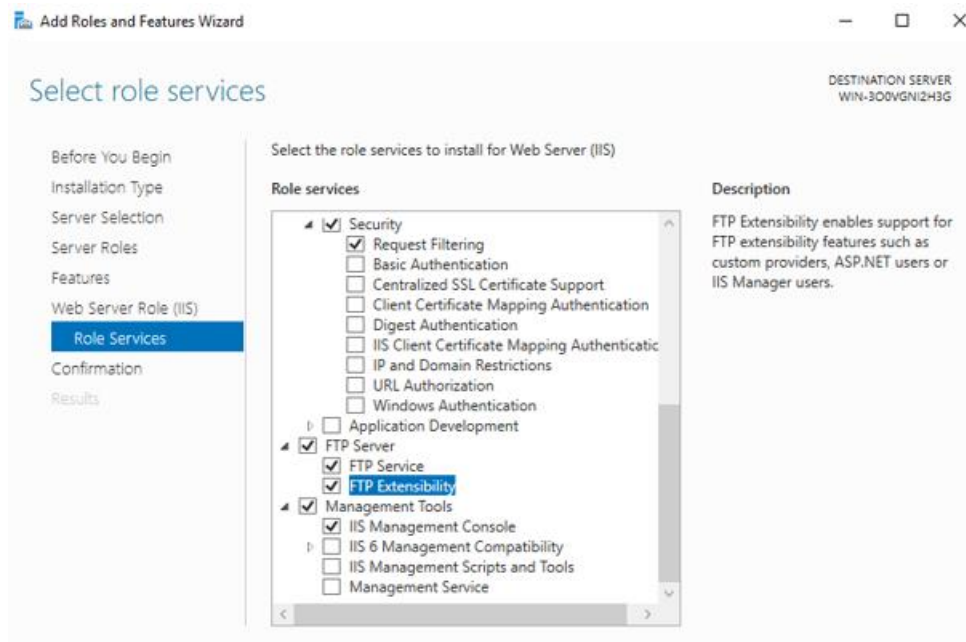 Add Roles and Features Wizard
Select role services
DESTINATION SERVER
WIN-3O0VGNI2H3G
Before You Begin
Installation Type
Server Selection
Server Roles
Features
Web Server Role (IIS)
Role Services
Confirmation
Results
Select the role services to install for Web Server (IIS)
Role services
Security
Request Filtering
Basic Authentication
Centralized SSL Certificate Support
Client Certificate Mapping Authentication
Digest Authentication
IIS Client Certificate Mapping Authenticatic
IP and Domain Restrictions
URL Authorization
Windows Authentication
Application Development
FTP Server
FTP Service
FTP Extensibility
Management Tools
IIS Management Console
IIS 6 Management Compatibility
IIS Management Scripts and Tools
Management Service
Description
FTP Extensibility enables support for
FTP extensibility features such as
custom providers, ASP.NET users or
IIS Manager users.